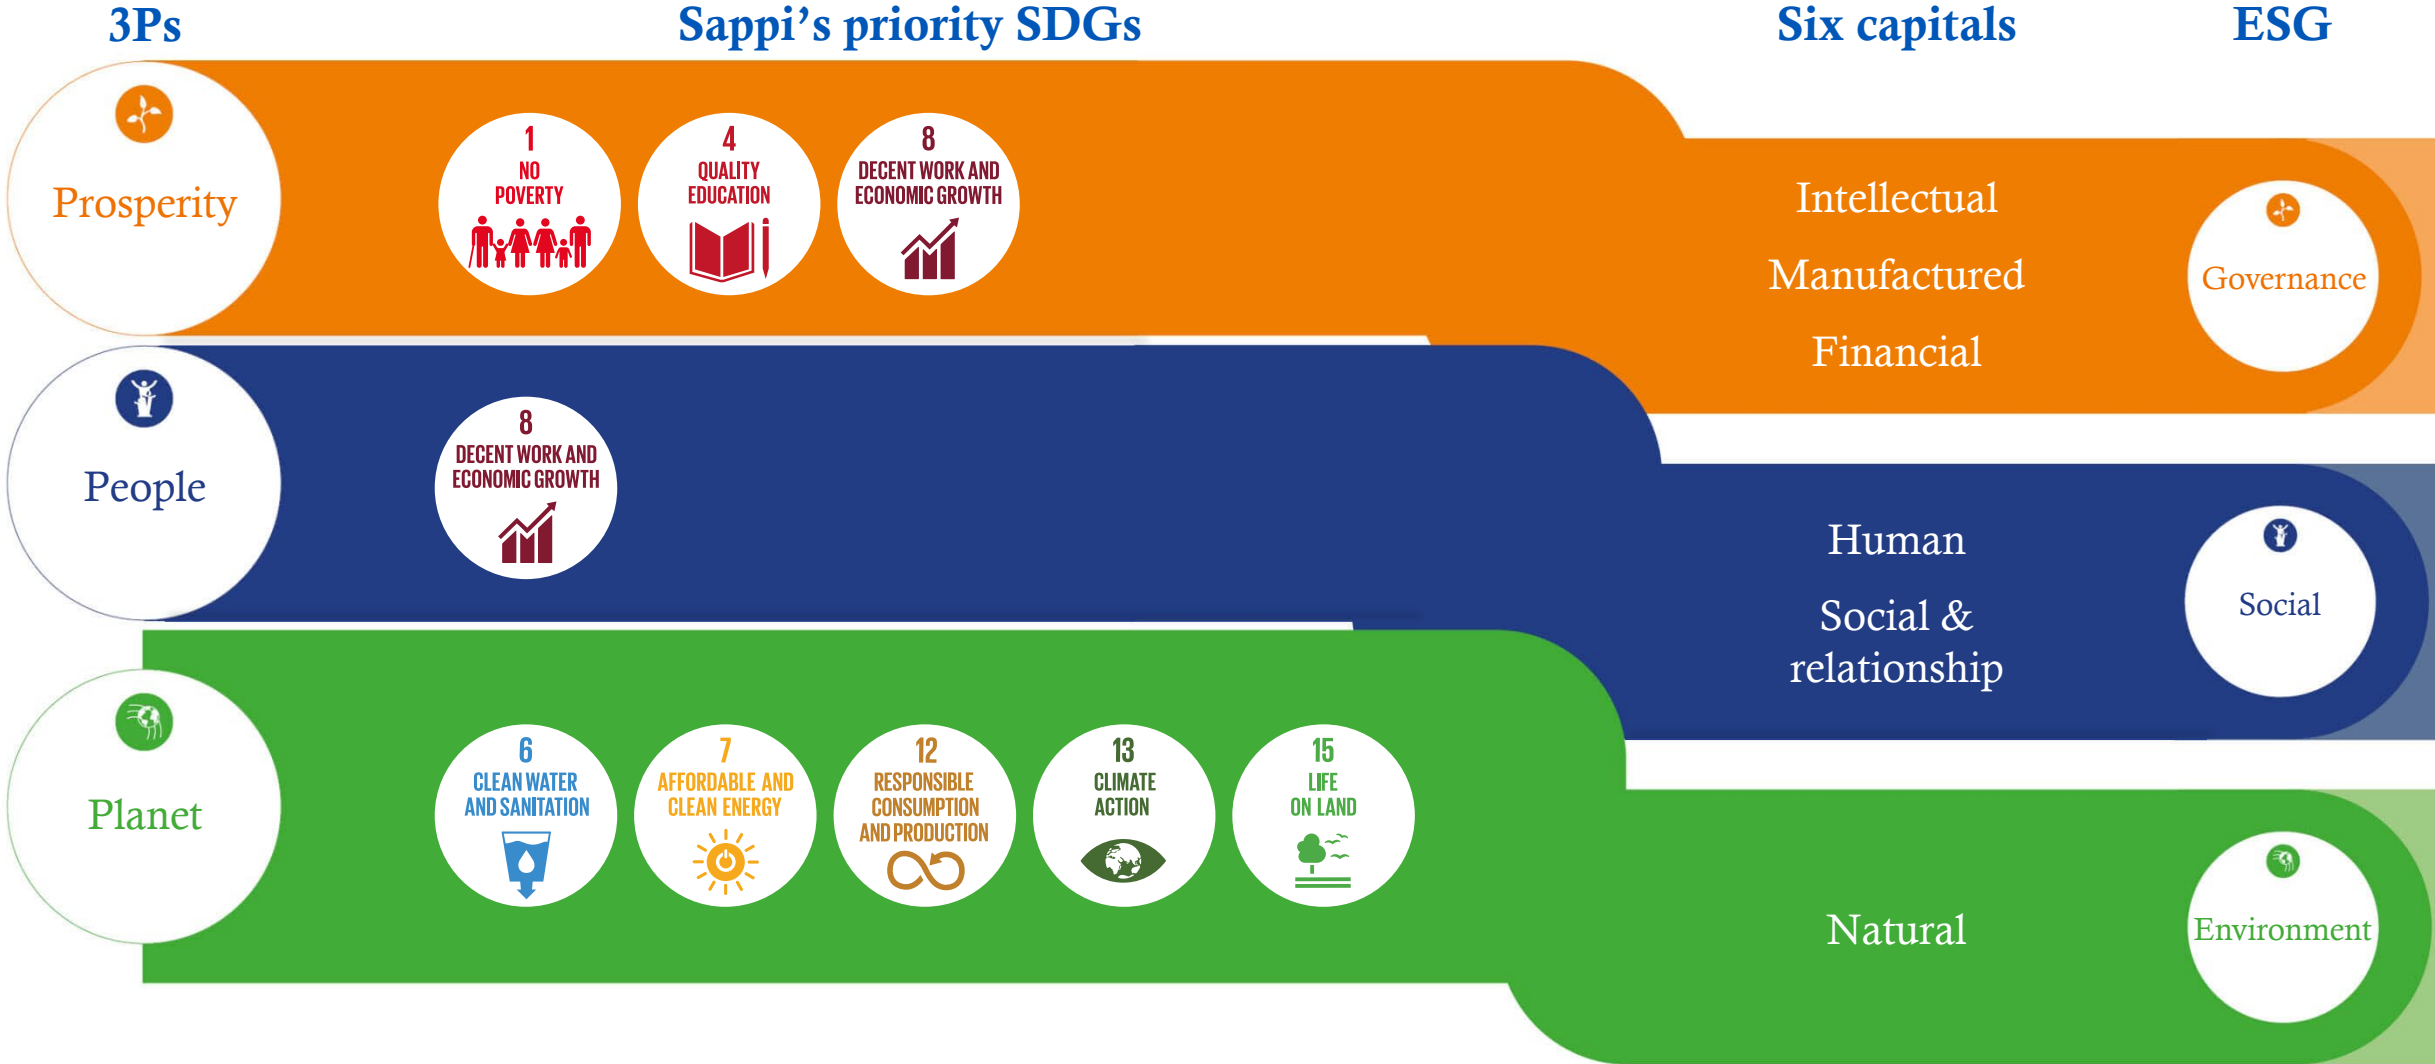 3Ps
Sappi's priority SDGs
Six capitals
ESG
Prosperity
1
NO
POVERTY
4
QUALITY
EDUCATION
8
DECENT WORK AND
ECONOMIC GROWTH
Intellectual
Manufactured
Financial
Governance
People
8
DECENT WORK AND
ECONOMIC GROWTH
Human
Social &
relationship
Social
Planet
6
CLEAN WATER
AND SANITATION
7
AFFORDABLE AND
CLEAN ENERGY
12
RESPONSIBLE
CONSUMPTION
AND PRODUCTION
13
CLIMATE
ACTION
15
LIFE
ON LAND
Natural
Environment